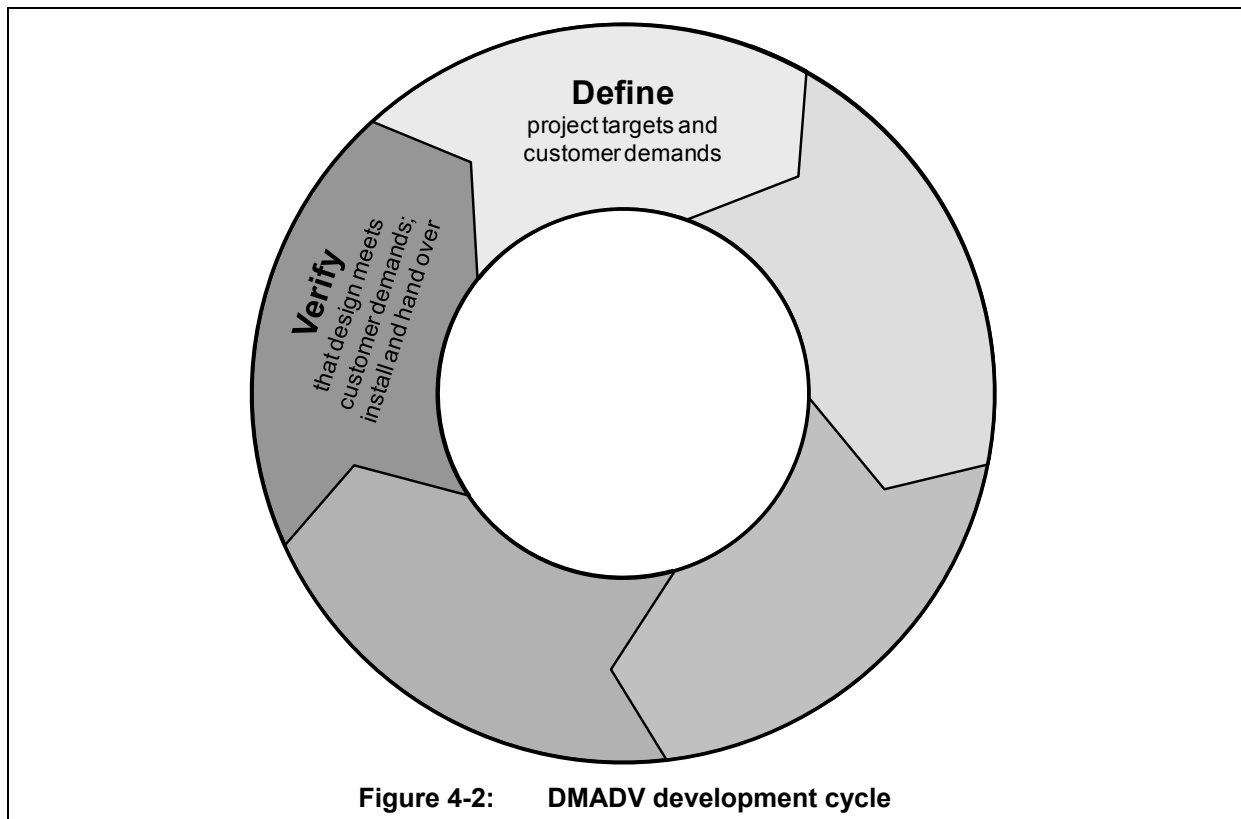 Define
project targets and
customer demands
Verify
that design meets
customer demands;
install and hand over
Figure 4-2: DMADV development cycle